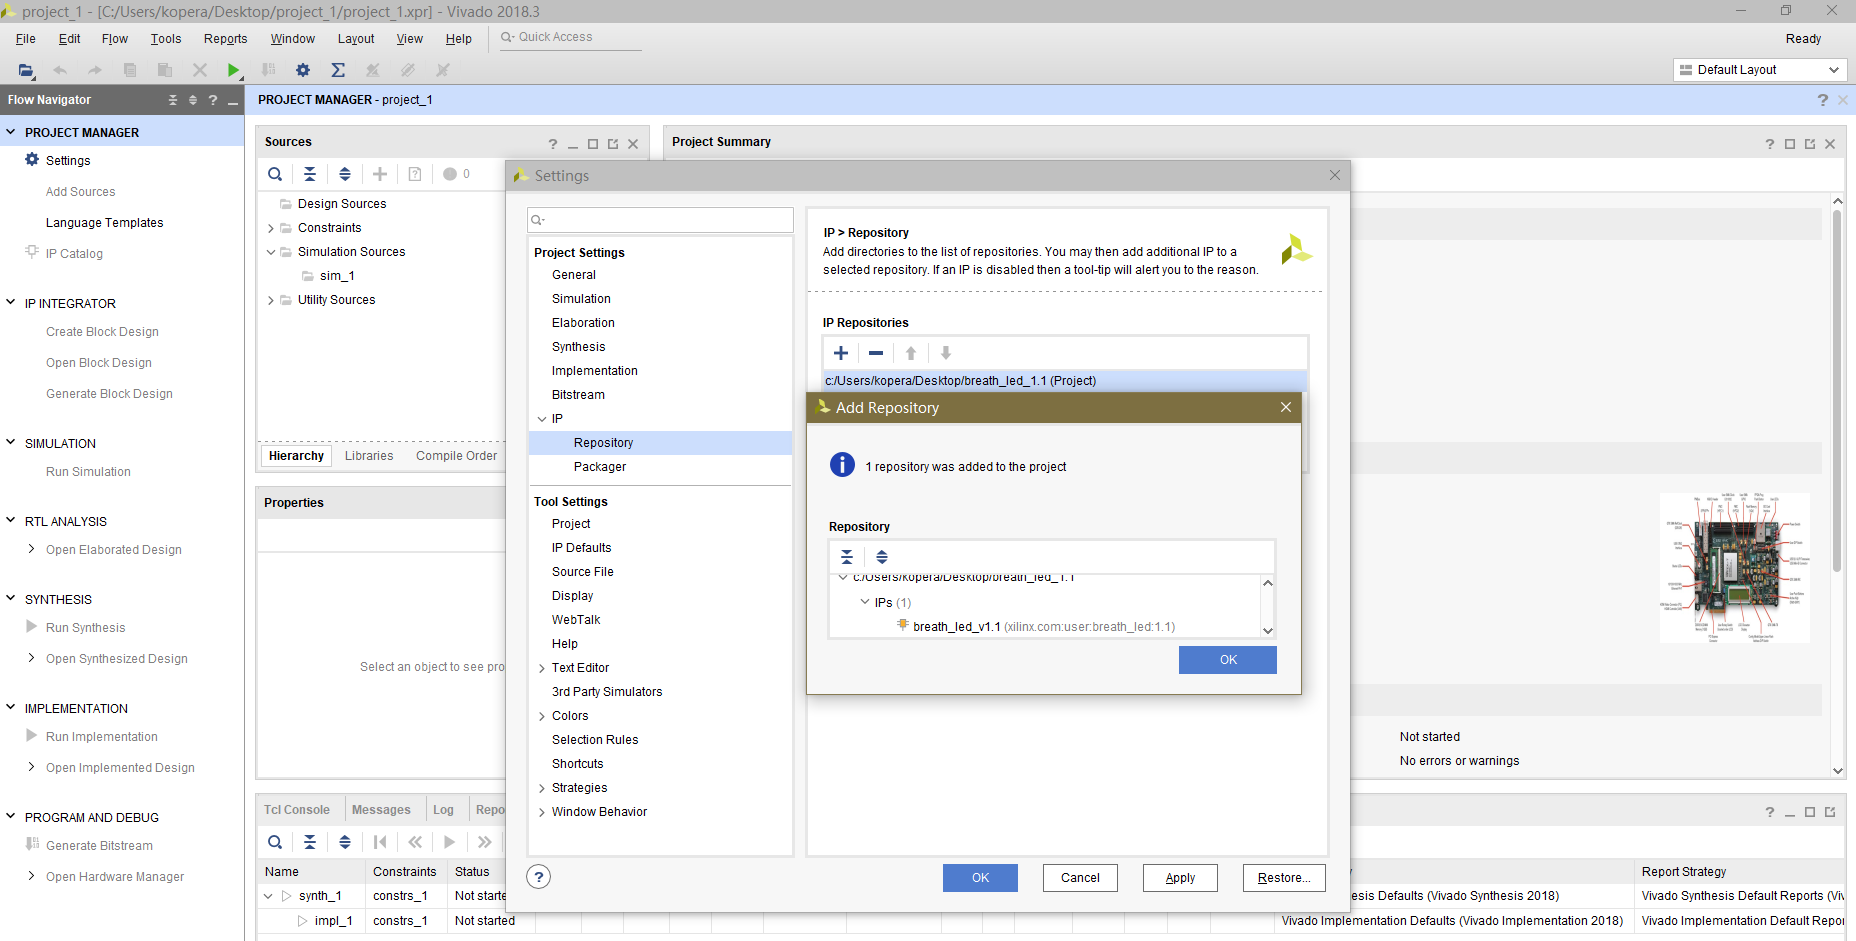 project_1 - [C:/Users/kopera/Desktop/project_1/project_1.xpr] - Vivado 2018.3
File Edit Flow Tools Reports Window Layout View Help Quick Access Ready
Default Layout
Flow Navigator
PROJECT MANAGER - project_1
PROJECT MANAGER
Settings
Add Sources
Language Templates
IP Catalog
IP INTEGRATOR
Create Block Design
Open Block Design
Generate Block Design
SIMULATION
Run Simulation
RTL ANALYSIS
Open Elaborated Design
SYNTHESIS
Run Synthesis
Open Synthesized Design
IMPLEMENTATION
Run Implementation
Open Implemented Design
PROGRAM AND DEBUG
Generate Bitstream
Open Hardware Manager
Sources
0
Design Sources
Constraints
Simulation Sources
sim_1
Utility Sources
Hierarchy Libraries Compile Order
Properties
Select an object to see pro
Project Summary
Not started
No errors or warnings
Settings
Project Settings
General
Simulation
Elaboration
Synthesis
Implementation
Bitstream
IP
Repository
Packager
Tool Settings
Project
IP Defaults
Source File
Display
WebTalk
Help
Text Editor
3rd Party Simulators
Colors
Selection Rules
Shortcuts
Strategies
Window Behavior
IP > Repository
Add directories to the list of repositories. You may then add additional IP to a
selected repository. If an IP is disabled then a tool-tip will alert you to the reason.
IP Repositories
c:/Users/kopera/Desktop/breath_led_1.1 (Project)
Add Repository
1 repository was added to the project
Repository
c:/Users/kopera/Desktop/breath_led_1.1
IPs (1)
breath_led_v1.1 (xilinx.com:user:breath_led:1.1)
OK
OK Cancel Apply Restore...
Tcl Console Messages Log Repo
Name Constraints Status Report Strategy
synth_1 constrs_1 Not started esis Defaults (Vivado Synthesis 2018) Vivado Synthesis Default Reports (Viv
impl_1 constrs_1 Not started Vivado Implementation Defaults (Vivado Implementation 2018) Vivado Implementation Default Repor